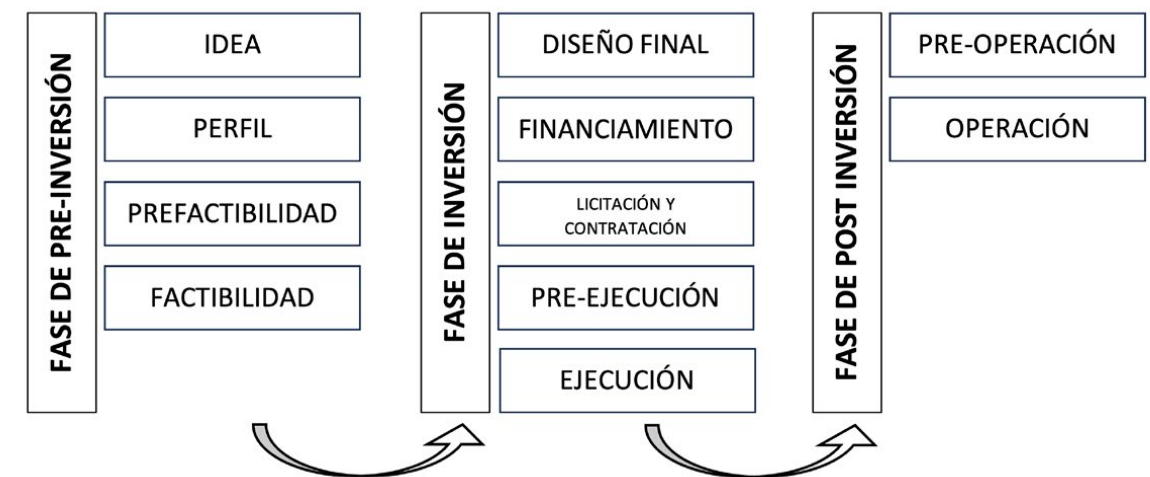 FASE DE PRE-INVERSIÓN
IDEA
PERFIL
PREFACTIBILIDAD
FACTIBILIDAD
FASE DE INVERSIÓN
DISEÑO FINAL
FINANCIAMIENTO
LICITACIÓN Y
CONTRATACIÓN
PRE-EJECUCIÓN
EJECUCIÓN
FASE DE POST INVERSIÓN
PRE-OPERACIÓN
OPERACIÓN